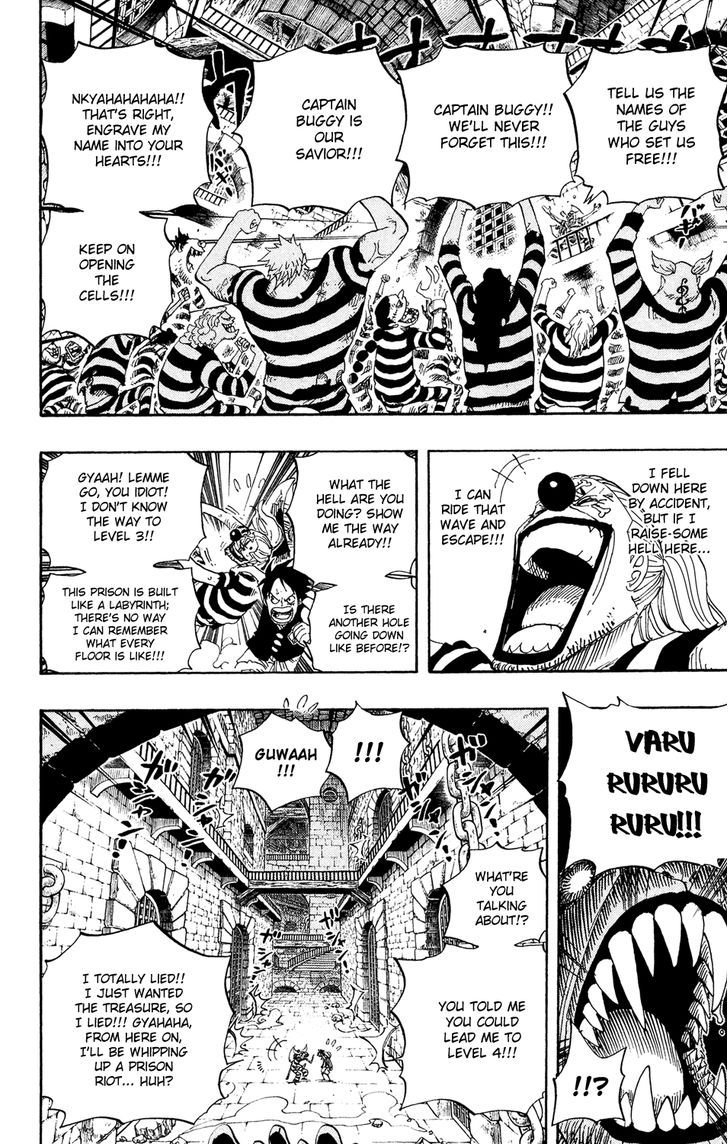 TELL US THE
NAMES OF
THE GUYS
WHO SET US
FREE!!!
CAPTAIN BUGGY!!
WE'LL NEVER
FORGET THIS!!!
CAPTAIN
BUGGY IS
OUR
SAVIOR!!!
NKYAHAHAHAHA!!
THAT'S RIGHT,
ENGRAVE MY
NAME INTO YOUR
HEARTS!!!
KEEP ON
OPENING
THE
CELLS!!!
I FELL
DOWN HERE
BY ACCIDENT,
BUT IF I
RAISE-SOME
HELL HERE...
I CAN
RIDE THAT
WAVE AND
ESCAPE!!!
WHAT THE
HELL ARE YOU
DOING? SHOW
ME THE WAY
ALREADY!!
IS THERE
ANOTHER HOLE
GOING DOWN
LIKE BEFORE!?
GYAAH! LEMME
GO, YOU IDIOT!
I DON'T KNOW
THE WAY TO
LEVEL 3!!
THIS PRISON IS BUILT
LIKE A LABYRINTH;
THERE'S NO WAY
I CAN REMEMBER
WHAT EVERY
FLOOR IS LIKE!!!
VARU
RURURU
RURU!!!
!!?
!!!
GUWAAH
!!!
WHAT'RE
YOU
TALKING
ABOUT!?
YOU TOLD ME
YOU COULD
LEAD ME TO
LEVEL 4!!!
I TOTALLY LIED!!
I JUST WANTED
THE TREASURE, SO
I LIED!!! GYAHAHA,
FROM HERE ON,
I'LL BE WHIPPING
UP A PRISON
RIOT... HUH?